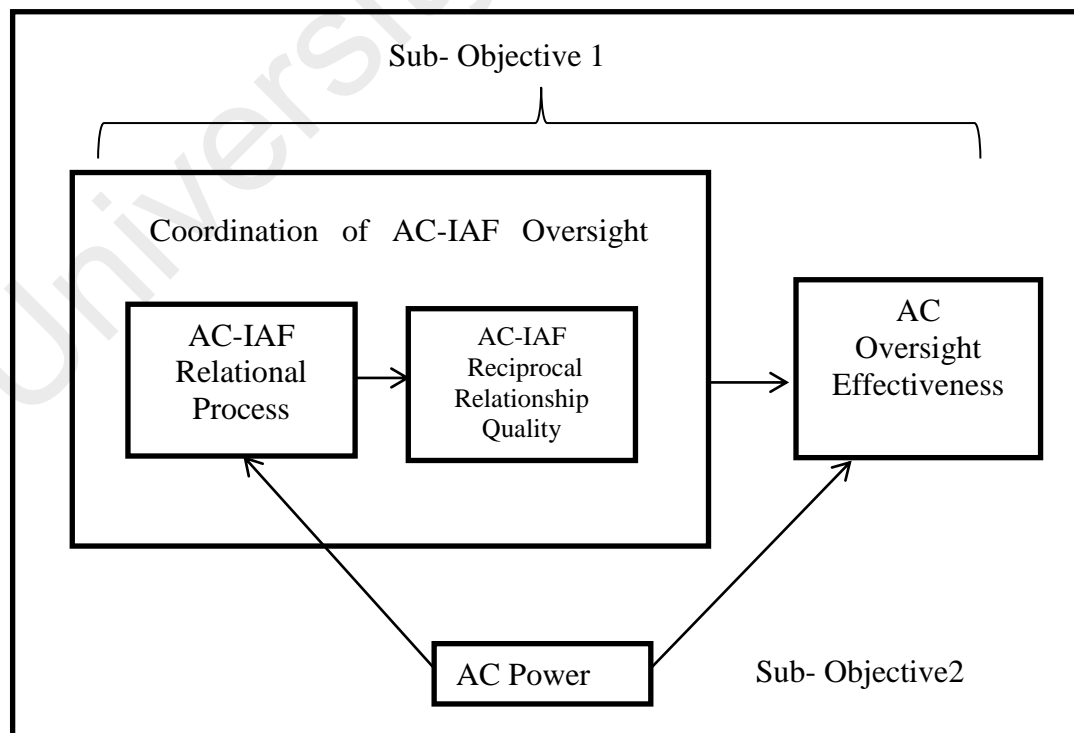 Sub- Objective 1
Coordination of AC-IAF Oversight
AC-IAF
Relational
Process
AC-IAF
Reciprocal
Relationship
Quality
AC
Oversight
Effectiveness
AC Power
Sub- Objective2
Universi